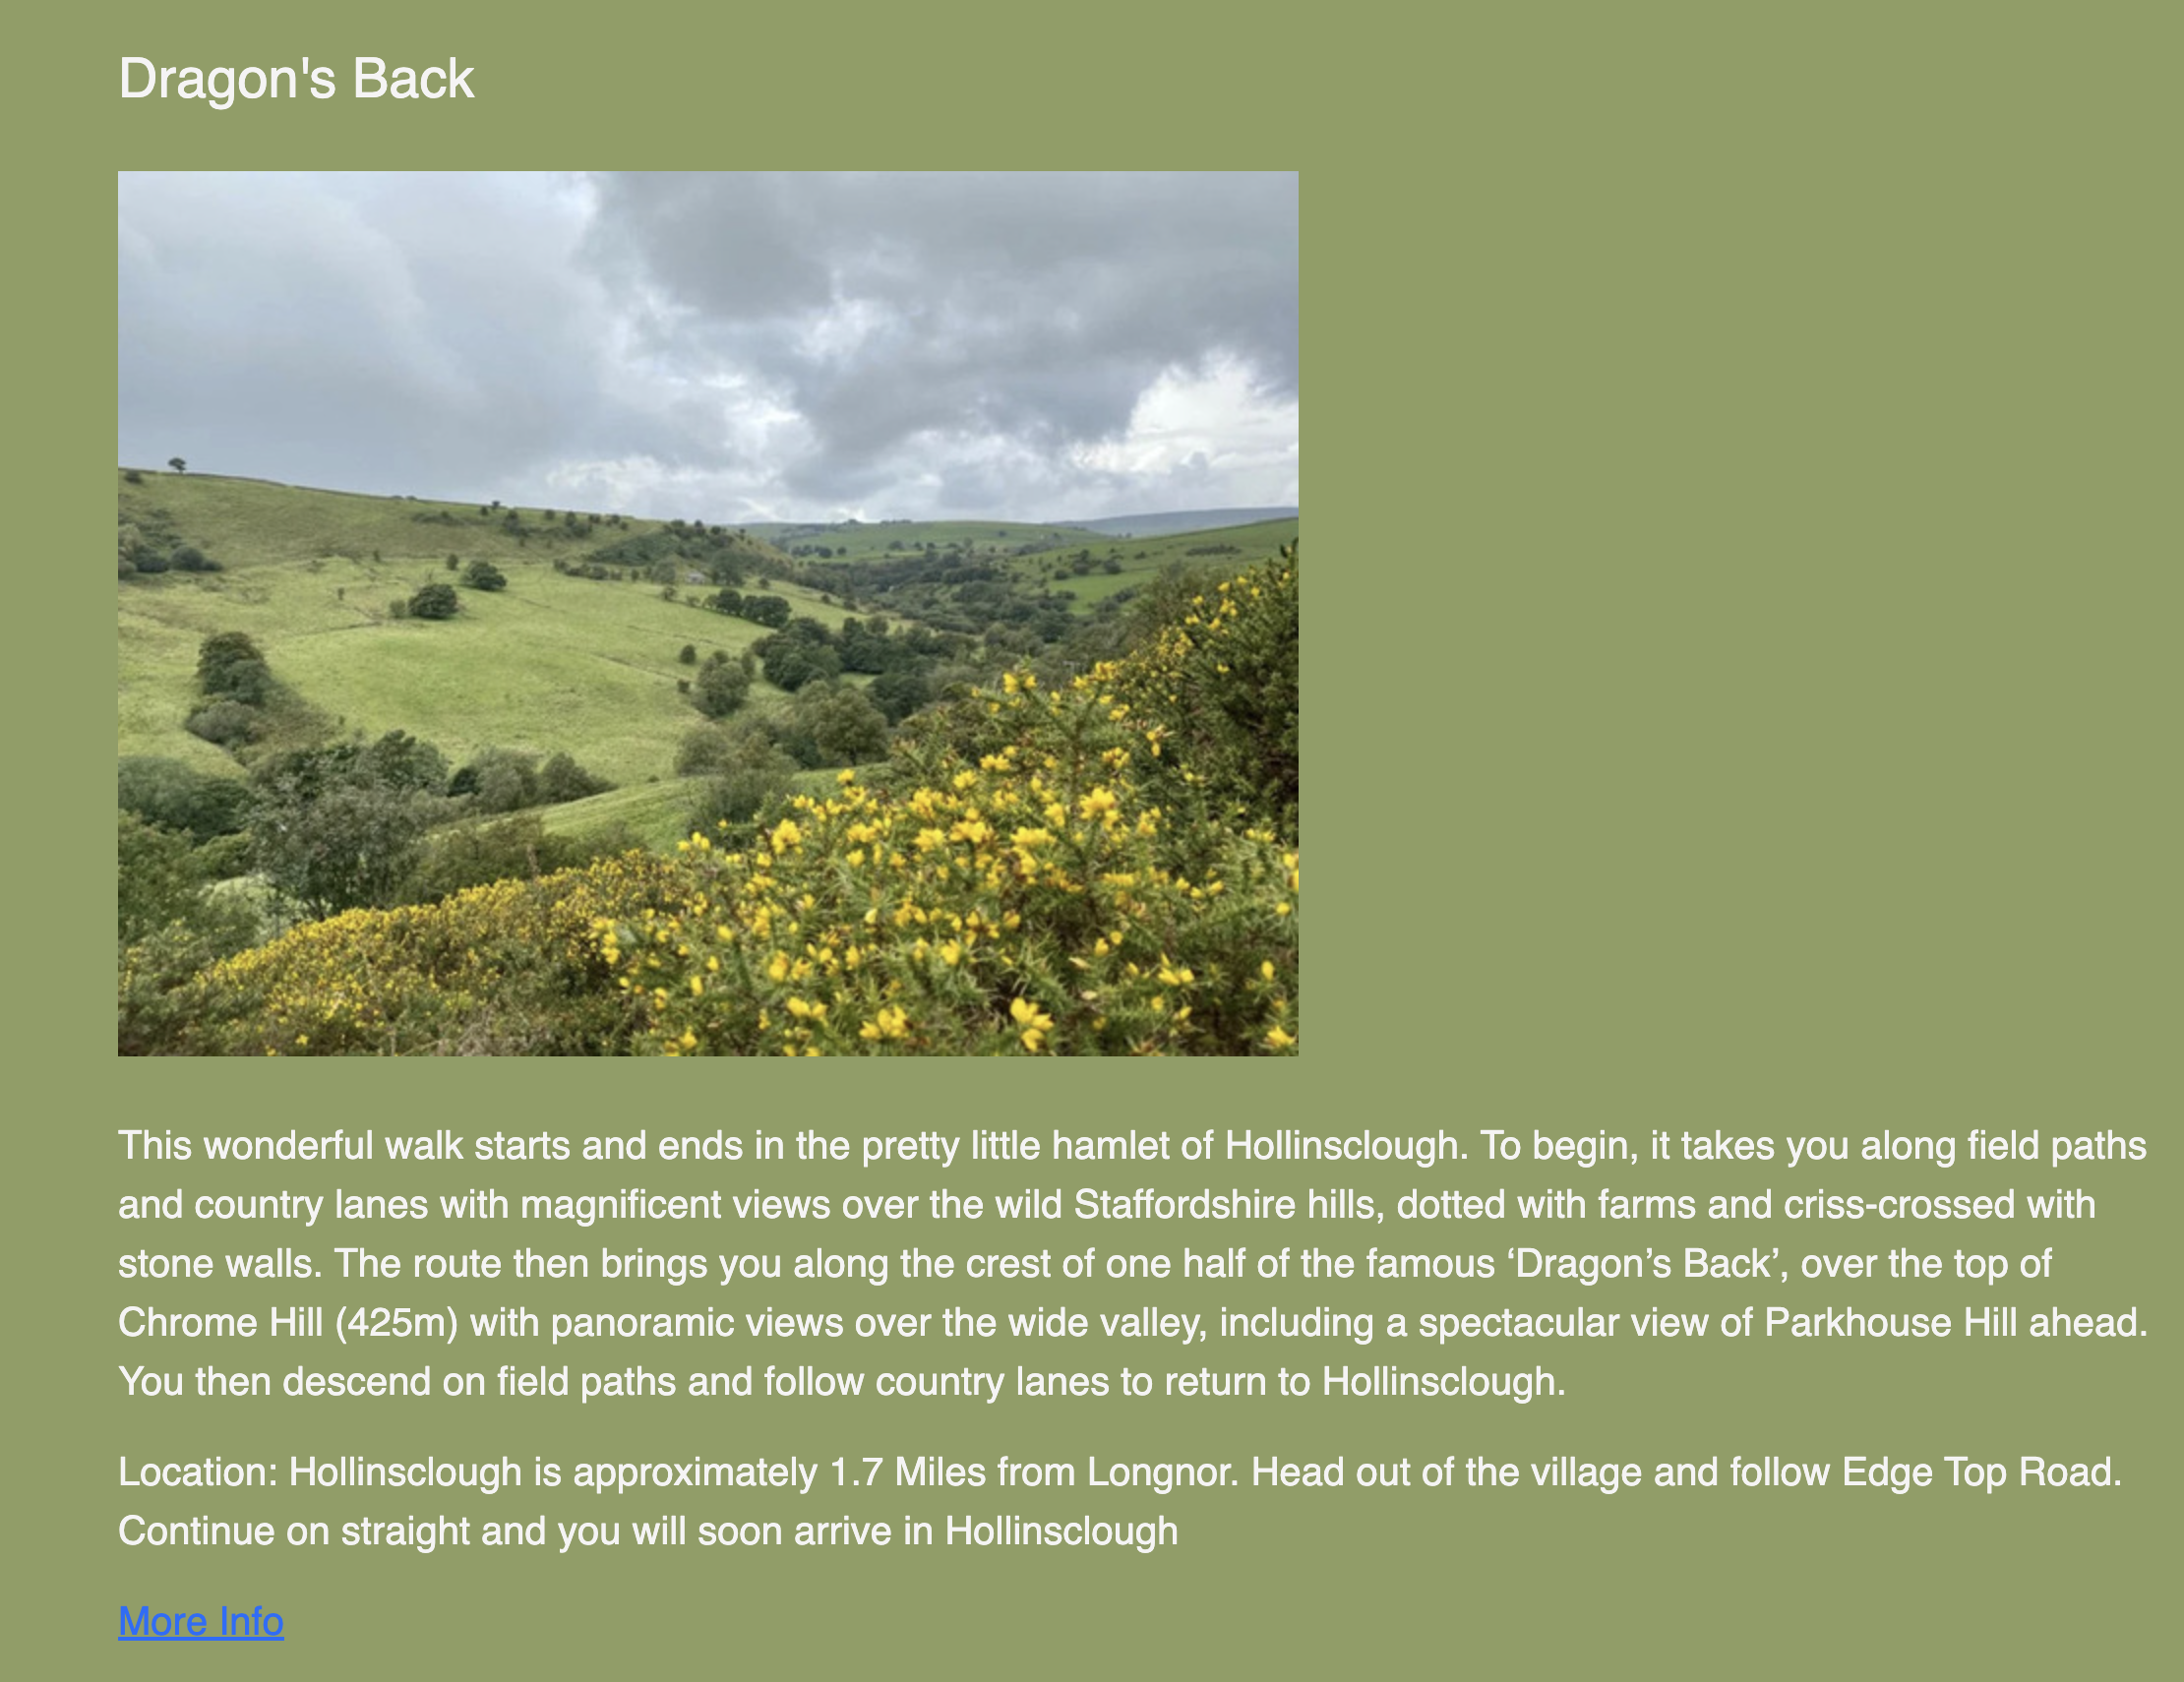 Dragon's Back
This wonderful walk starts and ends in the pretty little hamlet of Hollinsclough. To begin, it takes you along field paths
and country lanes with magnificent views over the wild Staffordshire hills, dotted with farms and criss-crossed with
stone walls. The route then brings you along the crest of one half of the famous ‘Dragon’s Back’, over the top of
Chrome Hill (425m) with panoramic views over the wide valley, including a spectacular view of Parkhouse Hill ahead.
You then descend on field paths and follow country lanes to return to Hollinsclough.
Location: Hollinsclough is approximately 1.7 Miles from Longnor. Head out of the village and follow Edge Top Road.
Continue on straight and you will soon arrive in Hollinsclough
More Info